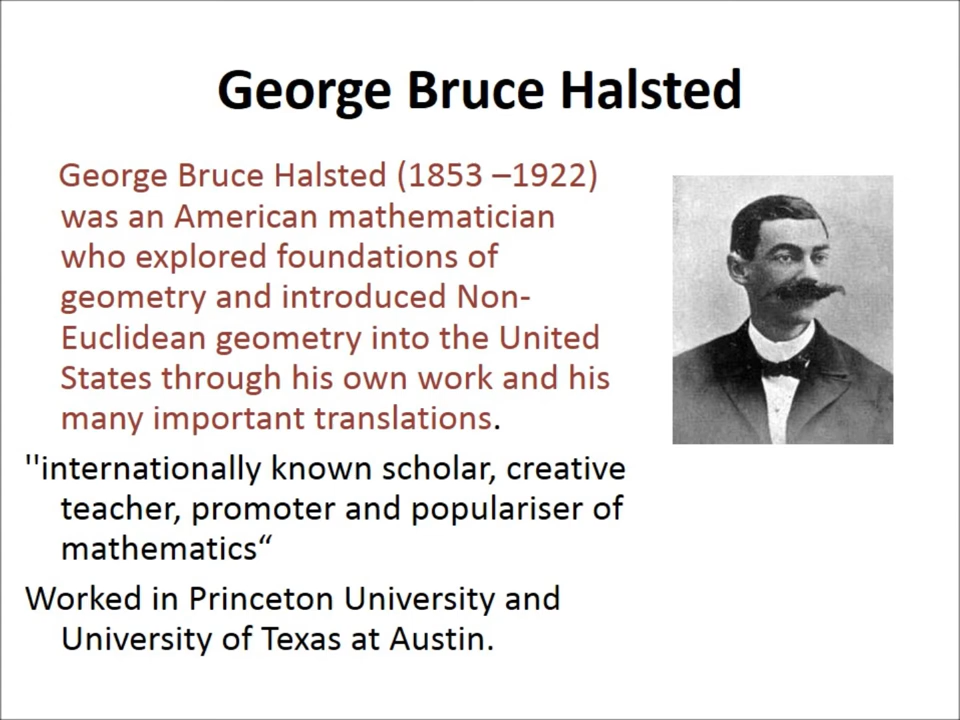 George Bruce Halsted
George Bruce Halsted (1853 –1922)
was an American mathematician
who explored foundations of
geometry and introduced Non-
Euclidean geometry into the United
States through his own work and his
many important translations.
"internationally known scholar, creative
teacher, promoter and populariser of
mathematics“
Worked in Princeton University and
University of Texas at Austin.